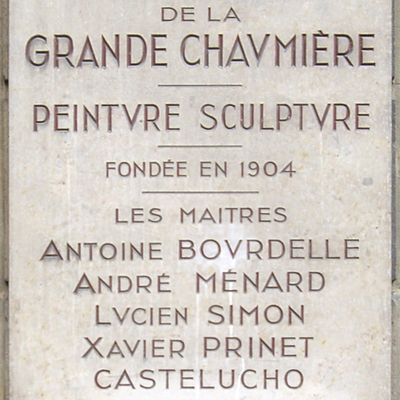 DE LA
GRANDE CHAVMIÈRE
PEINTVRE SCULPTVRE
FONDÉE EN 1904
LES MAITRES
ANTOINE BOVRDELLE
ANDRÉ MÉNARD
LVCIEN SIMON
XAVIER PRINET
CASTELUCHO